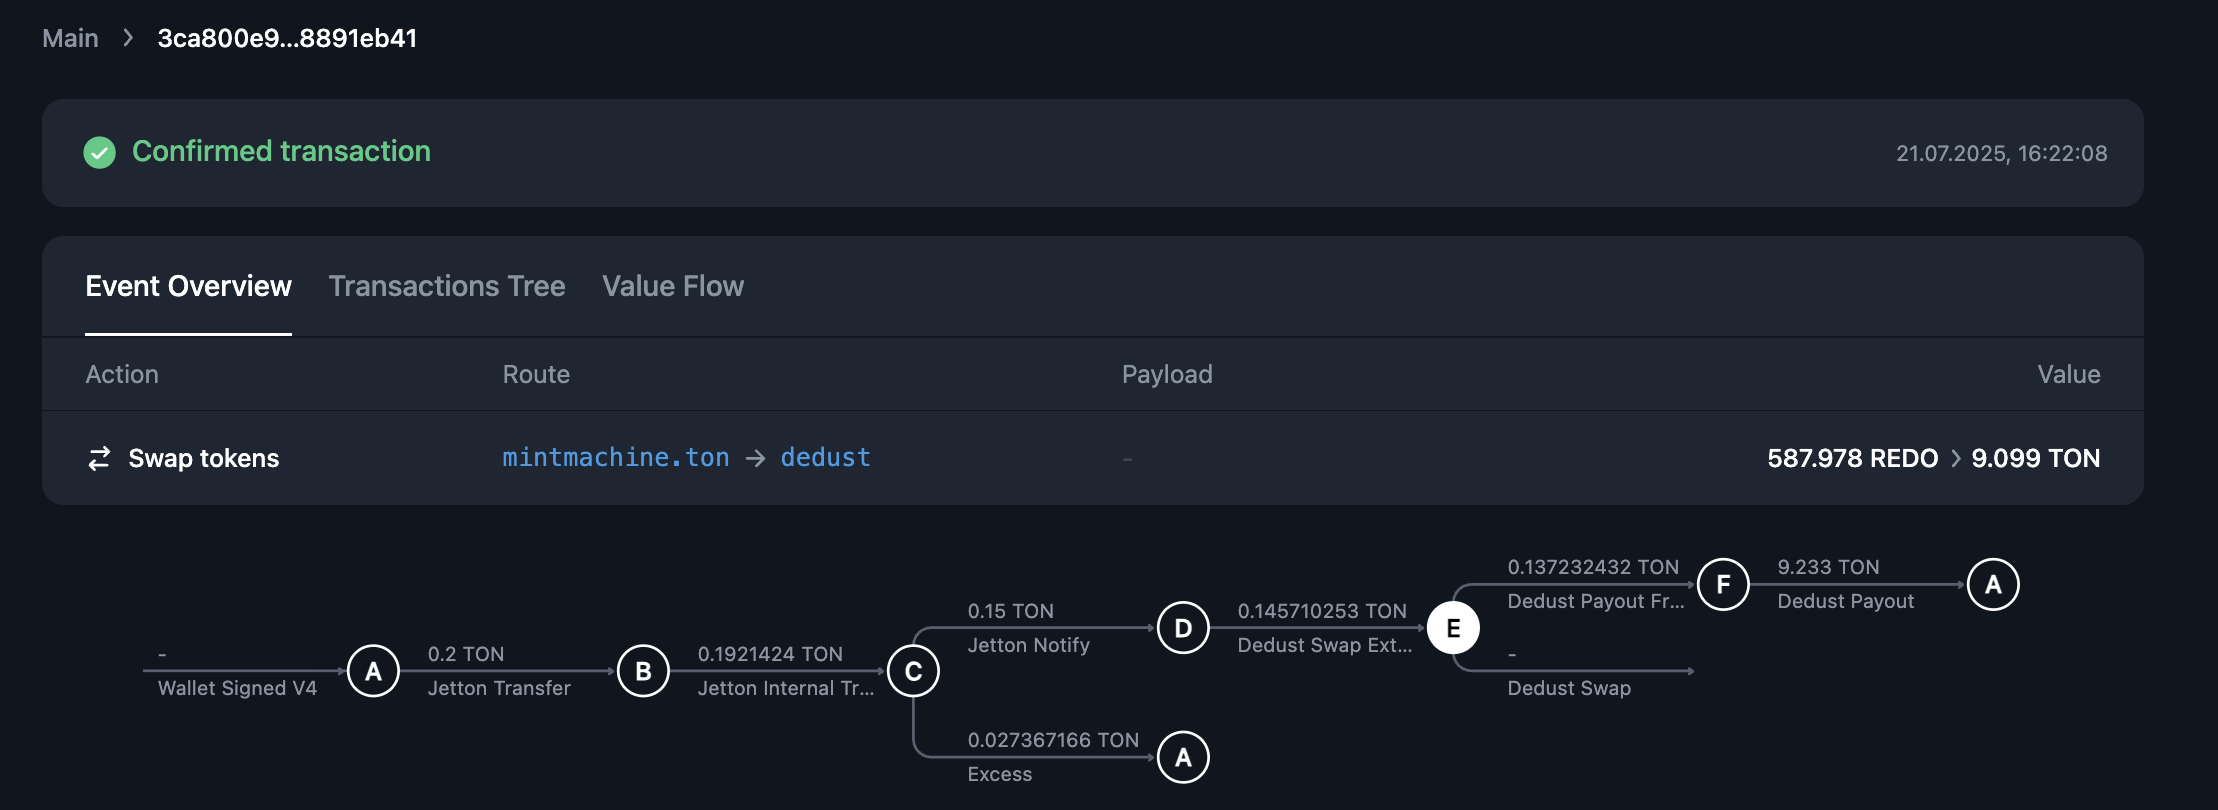 Main > 3ca800e9...8891eb41
Confirmed transaction
21.07.2025, 16:22:08
Event Overview Transactions Tree Value Flow
Action Route Payload Value
Swap tokens mintmachine.ton → dedust - 587.978 REDO > 9.099 TON
-
Wallet Signed V4
A
0.2 TON
Jetton Transfer
B
0.1921424 TON
Jetton Internal Tr...
C
0.15 TON
Jetton Notify
D
0.145710253 TON
Dedust Swap Ext...
E
0.137232432 TON
Dedust Payout Fr...
F
9.233 TON
Dedust Payout
A
-
Dedust Swap
0.027367166 TON
Excess
A